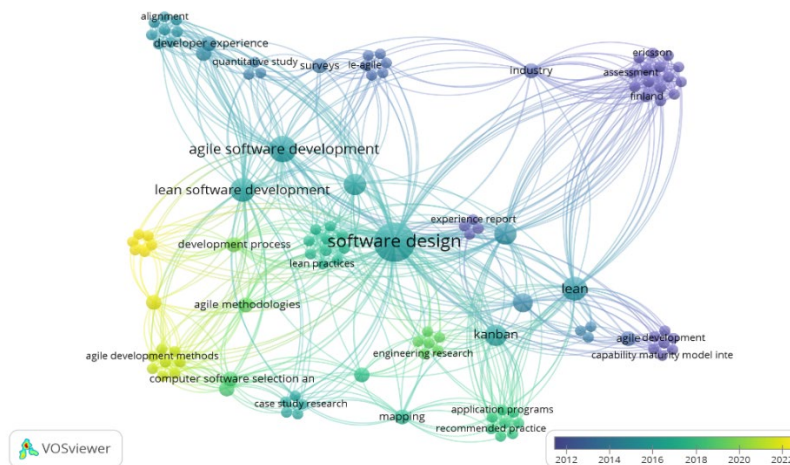 alignment
developer experience
quantitative study
surveys
le-agile
industry
ericsson
assessment
finland
agile software development
lean software development
experience report
software design
development process
lean practices
lean
agile methodologies
kanban
agile development
engineering research
capability maturity model inte
agile development methods
computer software selection an
case study research
mapping
application programs
recommended practice
VOSviewer
2012 2014 2016 2018 2020 2022